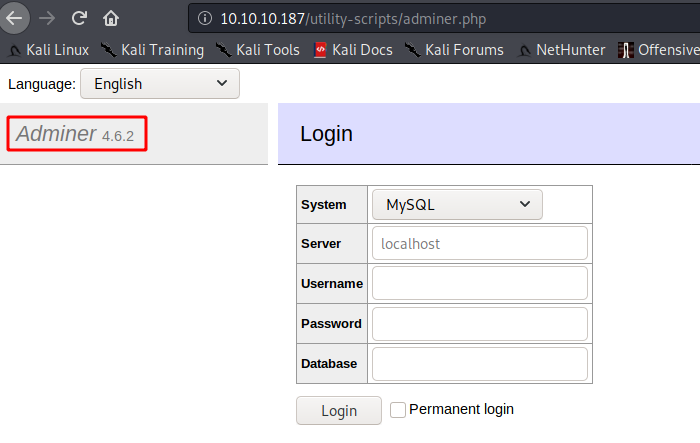 10.10.10.187/utility-scripts/adminer.php
Kali Linux Kali Training Kali Tools Kali Docs Kali Forums NetHunter Offensive
Language: English
Adminer 4.6.2
Login
System MySQL
Server localhost
Username
Password
Database
Login Permanent login